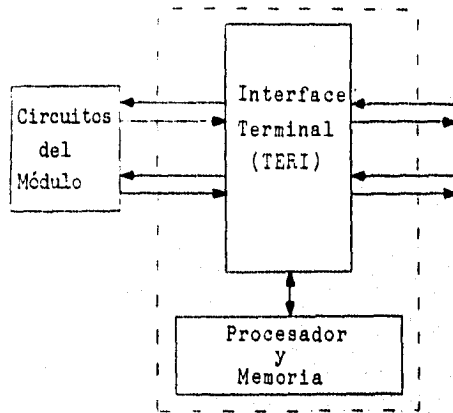 Circuitos
del
Módulo
Interface
Terminal
(TERI)
Procesador
y
Memoria